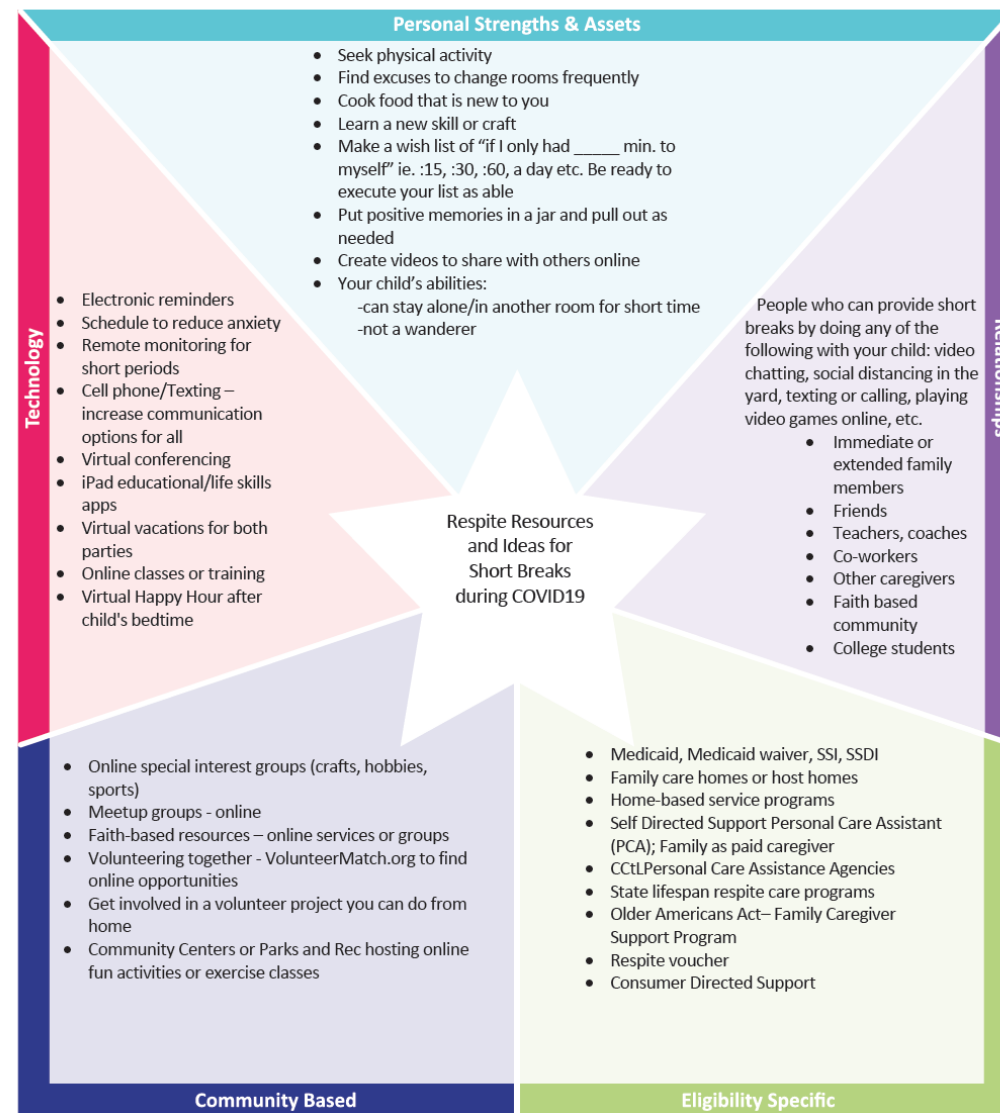 Personal Strengths & Assets
• Seek physical activity
• Find excuses to change rooms frequently
• Cook food that is new to you
• Learn a new skill or craft
• Make a wish list of “if I only had _____ min. to
myself” ie. :15, :30, :60, a day etc. Be ready to
execute your list as able
• Put positive memories in a jar and pull out as
needed
• Create videos to share with others online
• Your child’s abilities:
-can stay alone/in another room for short time
-not a wanderer
Technology
• Electronic reminders
• Schedule to reduce anxiety
• Remote monitoring for
short periods
• Cell phone/Texting –
increase communication
options for all
• Virtual conferencing
• iPad educational/life skills
apps
• Virtual vacations for both
parties
• Online classes or training
• Virtual Happy Hour after
child's bedtime
Respite Resources
and Ideas for
Short Breaks
during COVID19
Relationships
People who can provide short
breaks by doing any of the
following with your child: video
chatting, social distancing in the
yard, texting or calling, playing
video games online, etc.
• Immediate or
extended family
members
• Friends
• Teachers, coaches
• Co-workers
• Other caregivers
• Faith based
community
• College students
• Online special interest groups (crafts, hobbies,
sports)
• Meetup groups - online
• Faith-based resources – online services or groups
• Volunteering together - VolunteerMatch.org to find
online opportunities
• Get involved in a volunteer project you can do from
home
• Community Centers or Parks and Rec hosting online
fun activities or exercise classes
Community Based
• Medicaid, Medicaid waiver, SSI, SSDI
• Family care homes or host homes
• Home-based service programs
• Self Directed Support Personal Care Assistant
(PCA); Family as paid caregiver
• CCtLPersonal Care Assistance Agencies
• State lifespan respite care programs
• Older Americans Act– Family Caregiver
Support Program
• Respite voucher
• Consumer Directed Support
Eligibility Specific